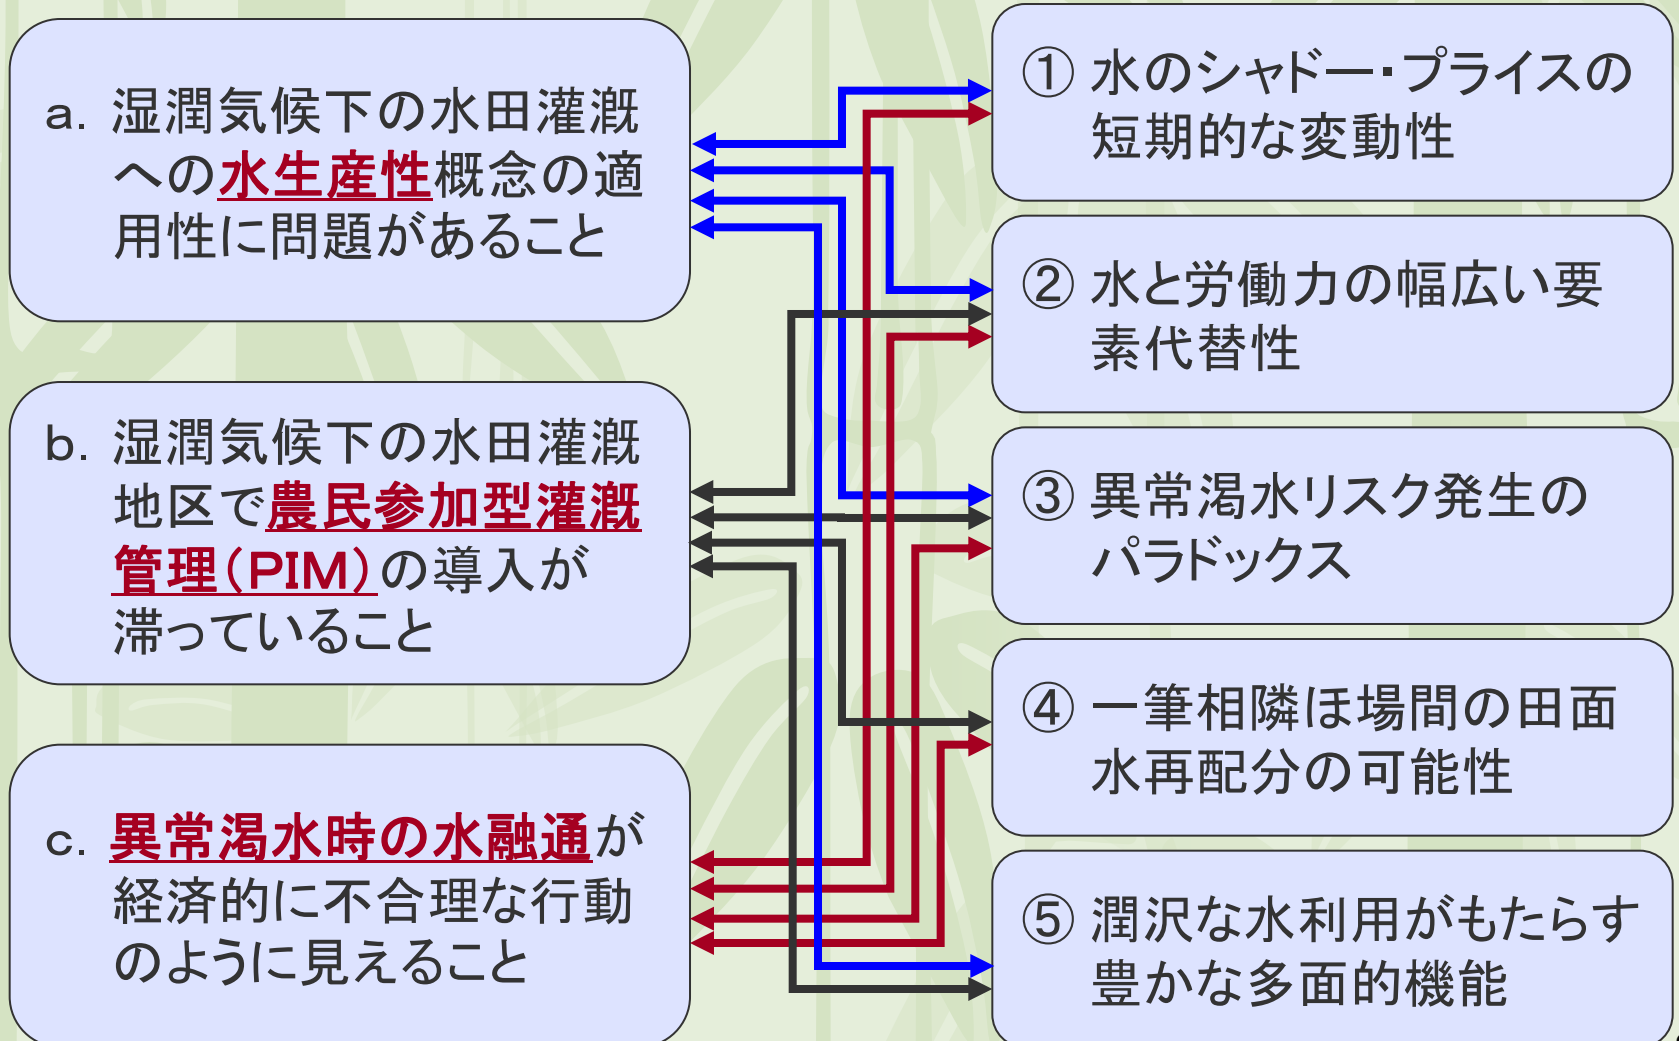 a. 湿潤気候下の水田灌漑
への水生産性概念の適
用性に問題があること
b. 湿潤気候下の水田灌漑
地区で農民参加型灌漑
管理(PIM)の導入が
滞っていること
c. 異常渇水時の水融通が
経済的に不合理な行動
のように見えること
① 水のシャドー・プライスの
短期的な変動性
② 水と労働力の幅広い要
素代替性
③ 異常渇水リスク発生の
パラドックス
④ 一筆相隣ほ場間の田面
水再配分の可能性
⑤ 潤沢な水利用がもたらす
豊かな多面的機能